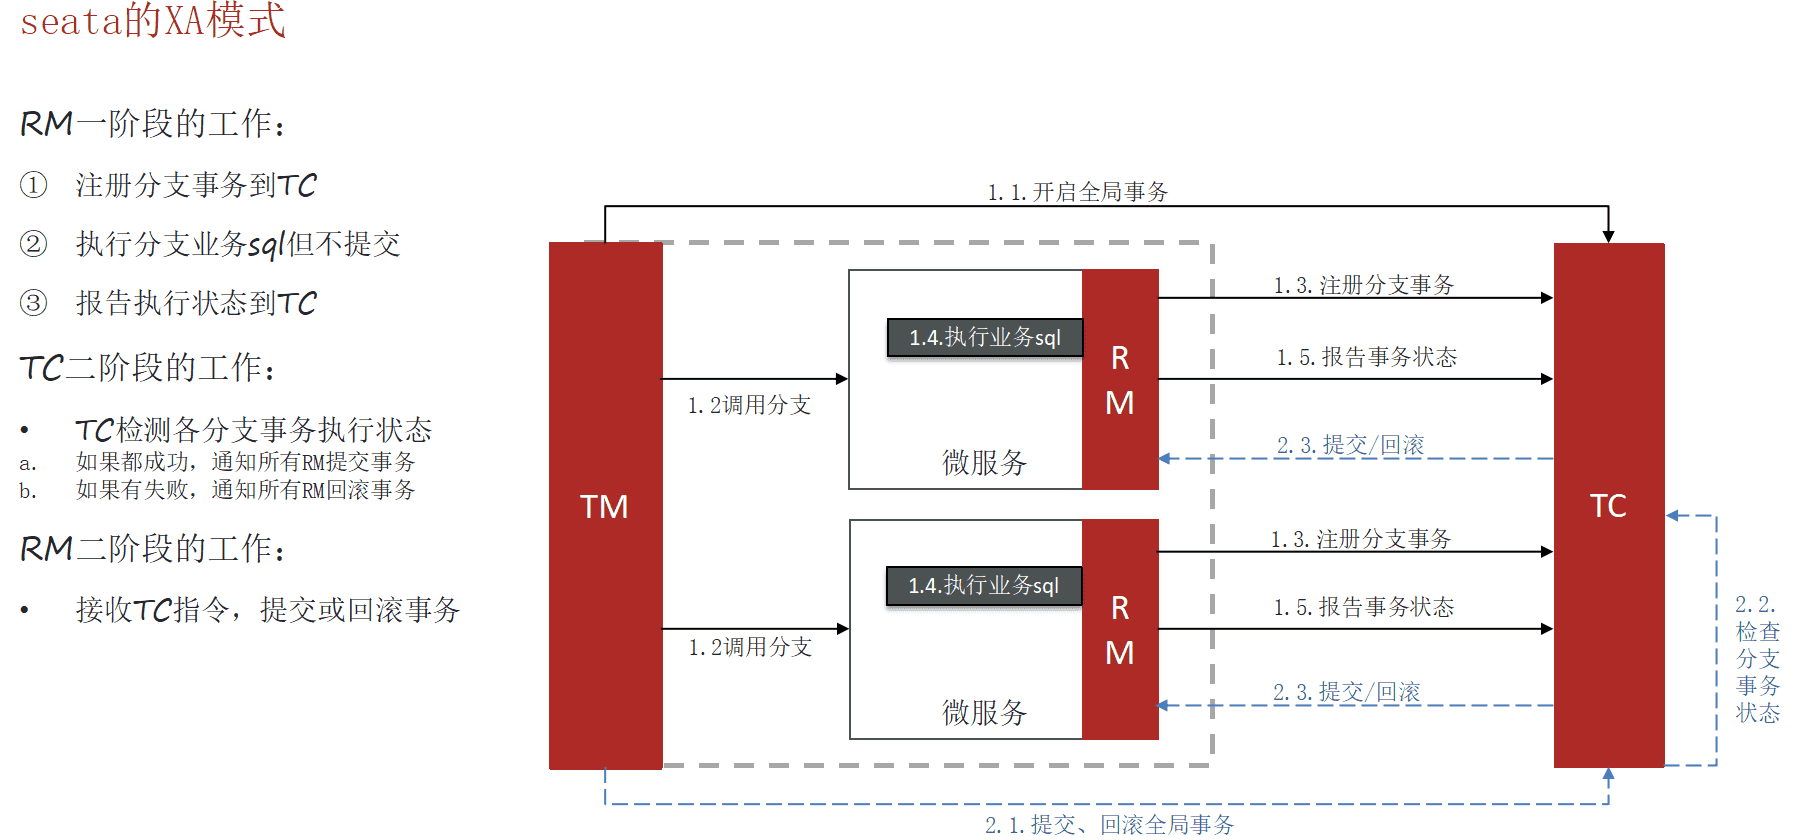 seata的XA模式
RM一阶段的工作：
① 注册分支事务到TC
② 执行分支业务sql但不提交
③ 报告执行状态到TC
TC二阶段的工作：
• TC检测各分支事务执行状态
a. 如果都成功，通知所有RM提交事务
b. 如果有失败，通知所有RM回滚事务
RM二阶段的工作：
• 接收TC指令，提交或回滚事务
1.1.开启全局事务
TM
1.2调用分支
1.4.执行业务sql
微服务
R
M
1.3.注册分支事务
1.5.报告事务状态
2.3.提交/回滚
1.2调用分支
1.4.执行业务sql
微服务
R
M
1.3.注册分支事务
1.5.报告事务状态
2.3.提交/回滚
TC
2.2.
检查
分支
事务
状态
2.1.提交、回滚全局事务